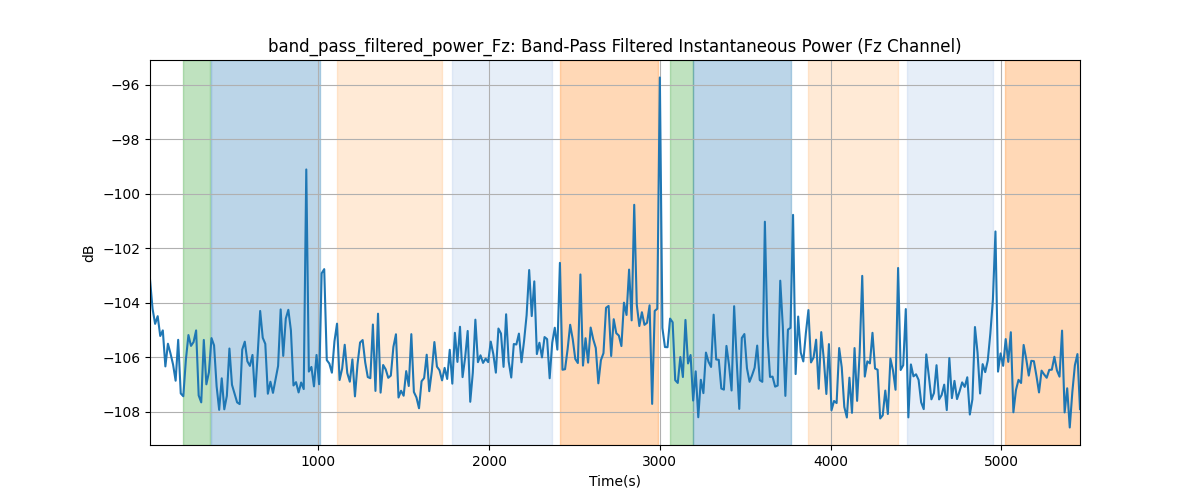 band_pass_filtered_power_Fz: Band-Pass Filtered Instantaneous Power (Fz Channel)
−96
−98
−100
−102
−104
−106
−108
dB
1000 2000 3000 4000 5000
Time(s)